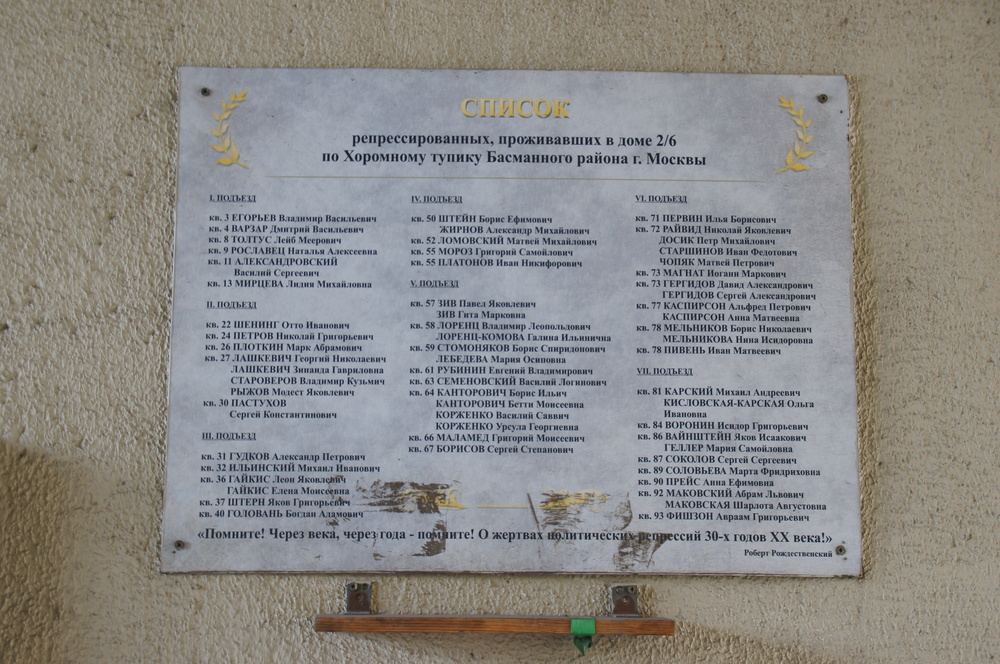 СПИСОК
репрессированных, проживавших в доме 2/6
по Хоромному тупику Басманного района г. Москвы
I. ПОДЪЕЗД
кв. 3 ЕГОРЬЕВ Владимир Васильевич
кв. 4 ВАРЗАР Дмитрий Васильевич
кв. 8 ТОЛТУС Лейб Меерович
кв. 9 РОСЛАВЕЦ Наталья Алексеевна
кв. 11 АЛЕКСАНДРОВСКИЙ
Василий Сергеевич
кв. 13 МИРЦЕВА Лидия Михайловна
II. ПОДЪЕЗД
кв. 22 ШЕНИНГ Отто Иванович
кв. 24 ПЕТРОВ Николай Григорьевич
кв. 26 ПЛОТКИН Марк Абрамович
кв. 27 ЛАШКЕВИЧ Георгий Николаевич
ЛАШКЕВИЧ Зинаида Гавриловна
СТАРОВЕРОВ Владимир Кузьмич
РЫЖОВ Модест Яковлевич
кв. 30 ПАСТУХОВ
Сергей Константинович
III. ПОДЪЕЗД
кв. 31 ГУДКОВ Александр Петрович
кв. 32 ИЛЬИНСКИЙ Михаил Иванович
кв. 36 ГАЙКИС Леон Яковлевич
ГАЙКИС Елена Моисеевна
кв. 37 ШТЕРН Яков Григорьевич
кв. 40 ГОЛОВАНЬ Богдан Адамович
IV. ПОДЪЕЗД
кв. 50 ШТЕЙН Борис Ефимович
ЖИРНОВ Александр Михайлович
кв. 52 ЛОМОВСКИЙ Матвей Михайлович
кв. 55 МОРОЗ Григорий Самойлович
кв. 55 ПЛАТОНОВ Иван Никифорович
V. ПОДЪЕЗД
кв. 57 ЗИВ Павел Яковлевич
ЗИВ Гита Марковна
кв. 58 ЛОРЕНЦ Владимир Леопольдович
ЛОРЕНЦ-КОМОВА Галина Ильинична
кв. 59 СТОМОНЯКОВ Борис Спиридонович
ЛЕБЕДЕВА Мария Осиповна
кв. 61 РУБИНИН Евгений Владимирович
кв. 63 СЕМЕНОВСКИЙ Василий Логинович
кв. 64 КАНТОРОВИЧ Борис Ильич
КАНТОРОВИЧ Бетти Моисеевна
КОРЖЕНКО Василий Саввич
КОРЖЕНКО Урсула Георгиевна
кв. 66 МАЛАМЕД Григорий Моисеевич
кв. 67 БОРИСОВ Сергей Степанович
VI. ПОДЪЕЗД
кв. 71 ПЕРВИН Илья Борисович
кв. 72 РАЙВИД Николай Яковлевич
ДОСИК Петр Михайлович
СТАРШИНОВ Иван Федотович
ЧОПЯК Матвей Петрович
кв. 73 МАГНАТ Иоганн Маркович
кв. 73 ГЕРГИДОВ Давид Александрович
ГЕРГИДОВ Сергей Александрович
кв. 77 КАСПИРСОН Альфред Петрович
КАСПИРСОН Анна Матвеевна
кв. 78 МЕЛЬНИКОВ Борис Николаевич
МЕЛЬНИКОВА Нина Исидоровна
кв. 78 ПИВЕНЬ Иван Матвеевич
VII. ПОДЪЕЗД
кв. 81 КАРСКИЙ Михаил Андреевич
КИСЛОВСКАЯ-КАРСКАЯ Ольга
Ивановна
кв. 84 ВОРОНИН Исидор Григорьевич
кв. 86 ВАЙНШТЕЙН Яков Исаакович
ГЕЛЛЕР Мария Самойловна
кв. 87 СОКОЛОВ Сергей Сергеевич
кв. 89 СОЛОВЬЕВА Марта Фридриховна
кв. 90 ПРЕЙС Анна Ефимовна
кв. 92 МАКОВСКИЙ Абрам Львович
МАКОВСКАЯ Шарлота Августовна
кв. 93 ФИШЗОН Авраам Григорьевич
«Помните! Через века, через года - помните! О жертвах политических репрессий 30-х годов XX века!»
Роберт Рождественский